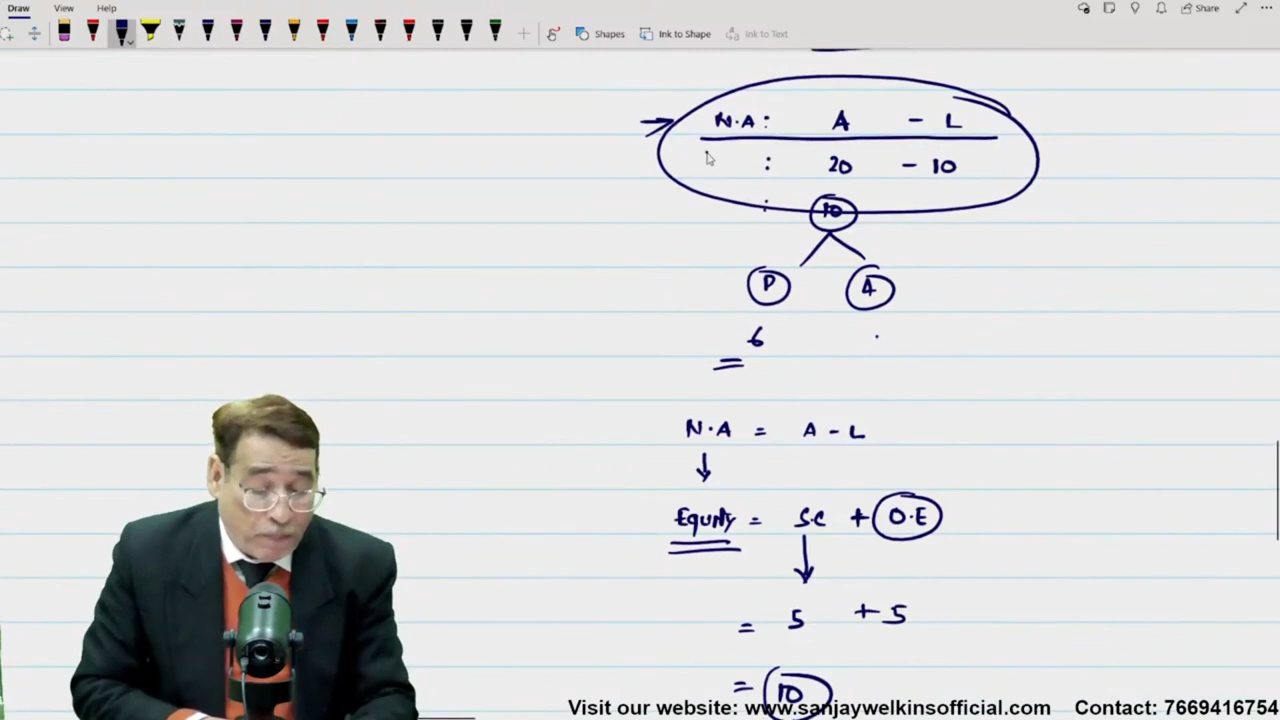 Draw View Help Share
Shapes Ink to Shape Ink to Text
N.A : A - L
: 20 - 10
: 10
P A
6
=
N.A = A - L
Equity = S.C + O.E
= 5 + 5
= 10
Visit our website: www.sanjaywelkinsofficial.com Contact: 7669416754